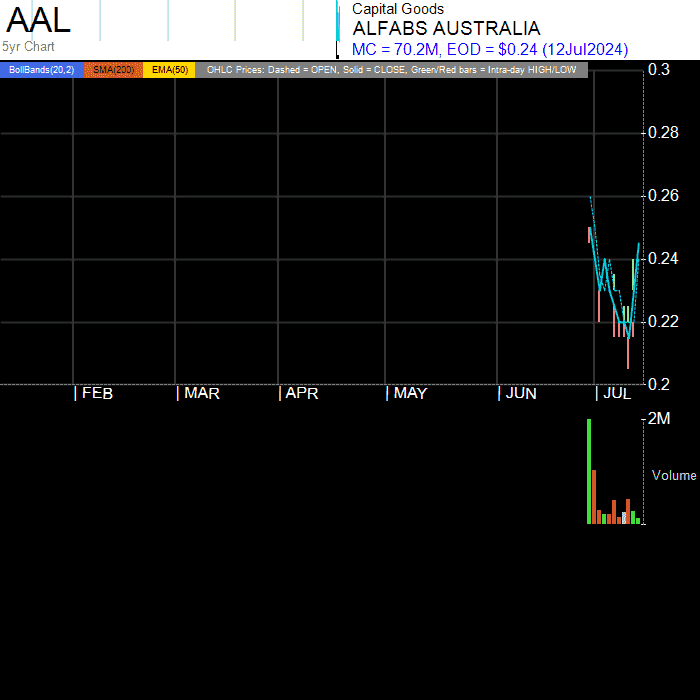 AAL
5yr Chart
Capital Goods
ALFABS AUSTRALIA
MC = 70.2M, EOD = $0.24 (12Jul2024)
BollBands(20,2) SMA(200) EMA(50) OHLC Prices: Dashed = OPEN, Solid = CLOSE, Green/Red bars = Intra-day HIGH/LOW
0.3
0.28
0.26
0.24
0.22
0.2
| FEB | MAR | APR | MAY | JUN | JUL
2M
Volume